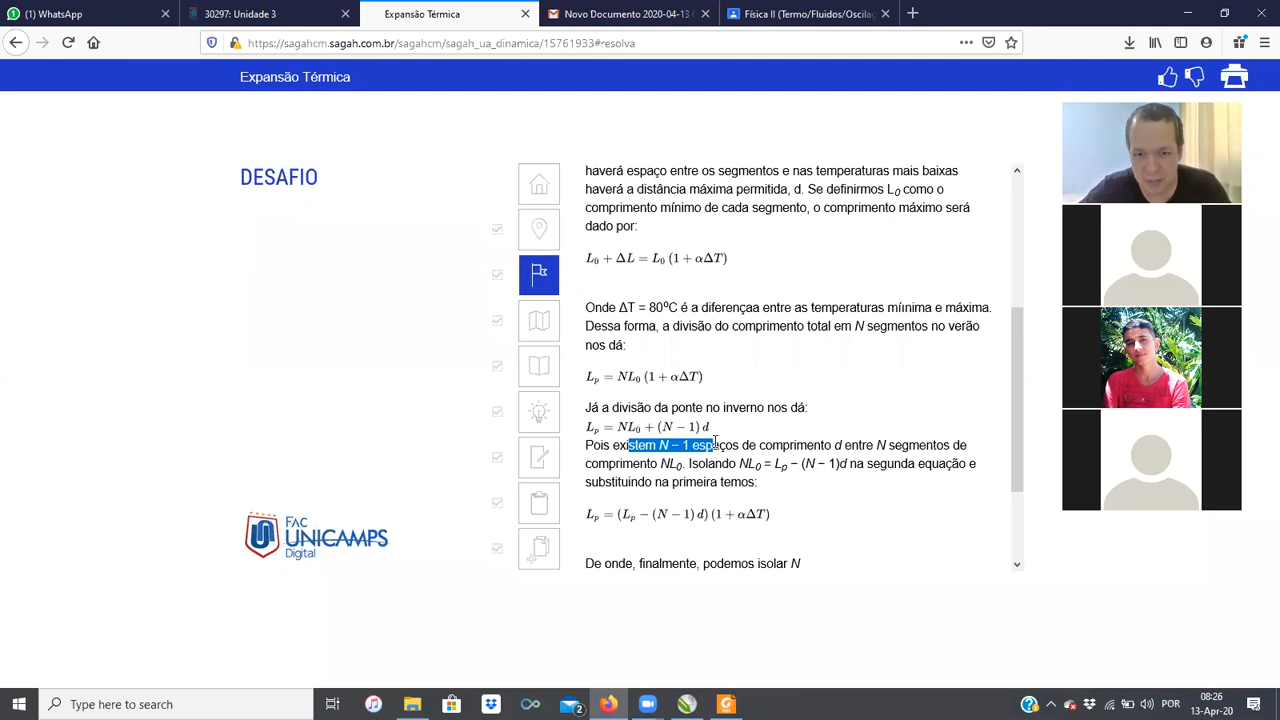 (1) WhatsApp
30297: Unidade 3
Expansão Térmica
Novo Documento 2020-04-13
Física II (Termo/Fluidos/Oscilaç
https://sagahcm.sagah.com.br/sagahcm/sagah_ua_dinamica/15761933#resolva
Expansão Térmica
DESAFIO
haverá espaço entre os segmentos e nas temperaturas mais baixas
haverá a distância máxima permitida, d. Se definirmos L0 como o
comprimento mínimo de cada segmento, o comprimento máximo será
dado por:
L0 + ΔL = L0 (1 + αΔT)
Onde ΔT = 80ºC é a diferençaa entre as temperaturas miínima e máxima.
Dessa forma, a divisão do comprimento total em N segmentos no verão
nos dá:
Lp = NL0 (1 + αΔT)
Já a divisão da ponte no inverno nos dá:
Lp = NL0 + (N − 1) d
Pois existem N − 1 espaços de comprimento d entre N segmentos de
comprimento NL0. Isolando NL0 = Lp − (N − 1)d na segunda equação e
substituindo na primeira temos:
Lp = (Lp − (N − 1) d) (1 + αΔT)
De onde, finalmente, podemos isolar N
FAC
UNICAMPS
Digital
Type here to search
2
POR
08:26
13-Apr-20